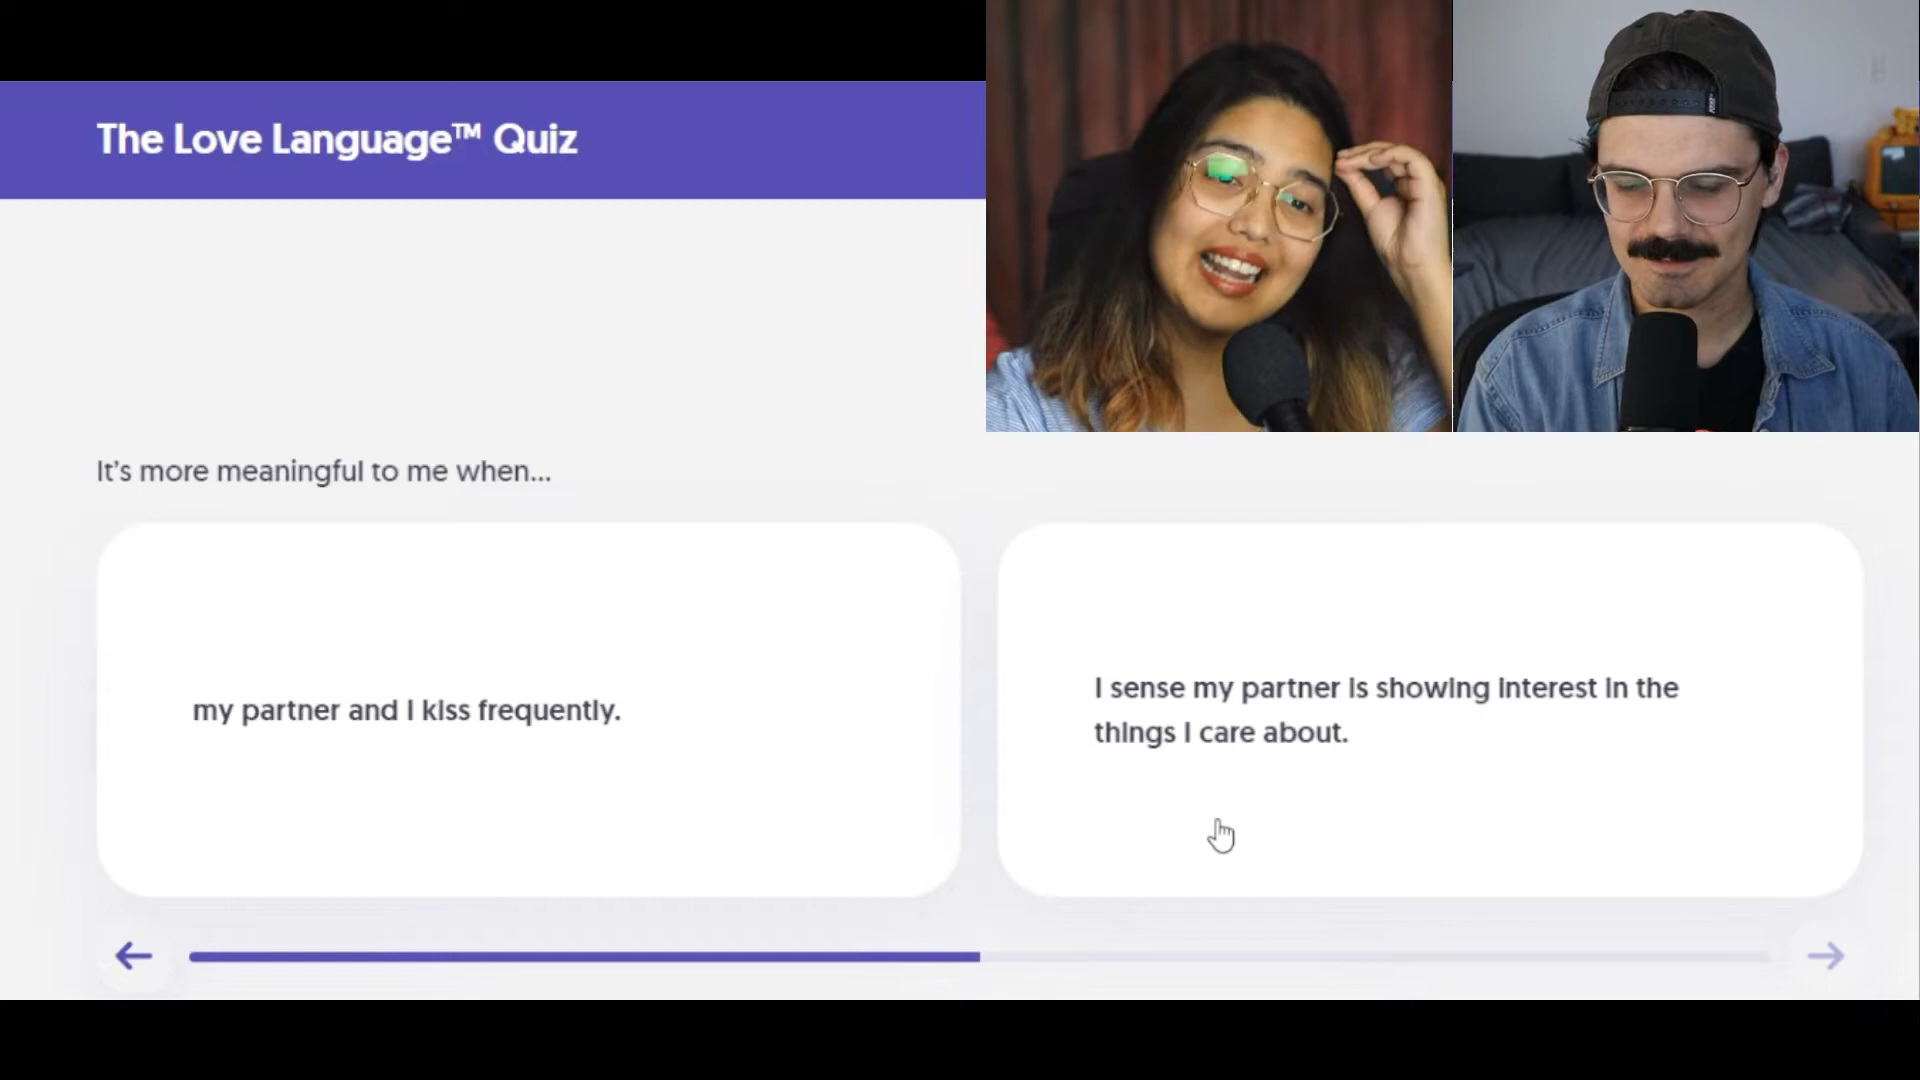 The Love Language™ Quiz
It's more meaningful to me when...
my partner and I kiss frequently.
I sense my partner is showing interest in the
things I care about.